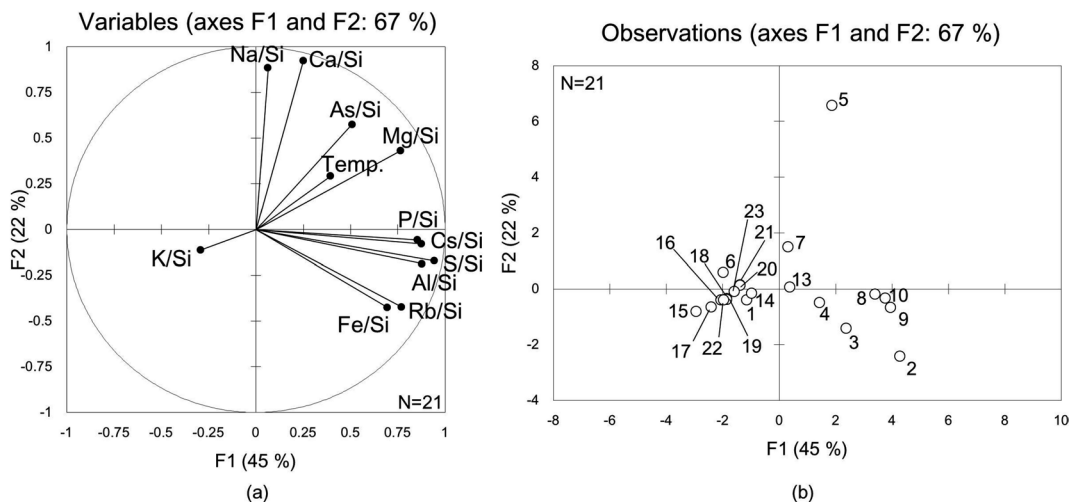 Variables (axes F1 and F2: 67 %)
1
Na/Si
Ca/Si
0.75
As/Si
Mg/Si
0.5
Temp.
0.25
P/Si
F2 (22 %)
0
Cs/Si
K/Si
S/Si
-0.25
Al/Si
Rb/Si
Fe/Si
-0.5
-0.75
N=21
-1
-1 -0.75 -0.5 -0.25 0 0.25 0.5 0.75 1
F1 (45 %)
(a)
Observations (axes F1 and F2: 67 %)
8
N=21
5
6
4
F2 (22 %)
23
2
7
16
21
18
6
20
13
0
8
10
15
14
1
4
9
17
22
19
3
-2
2
-4
-8 -6 -4 -2 0 2 4 6 8 10
F1 (45 %)
(b)